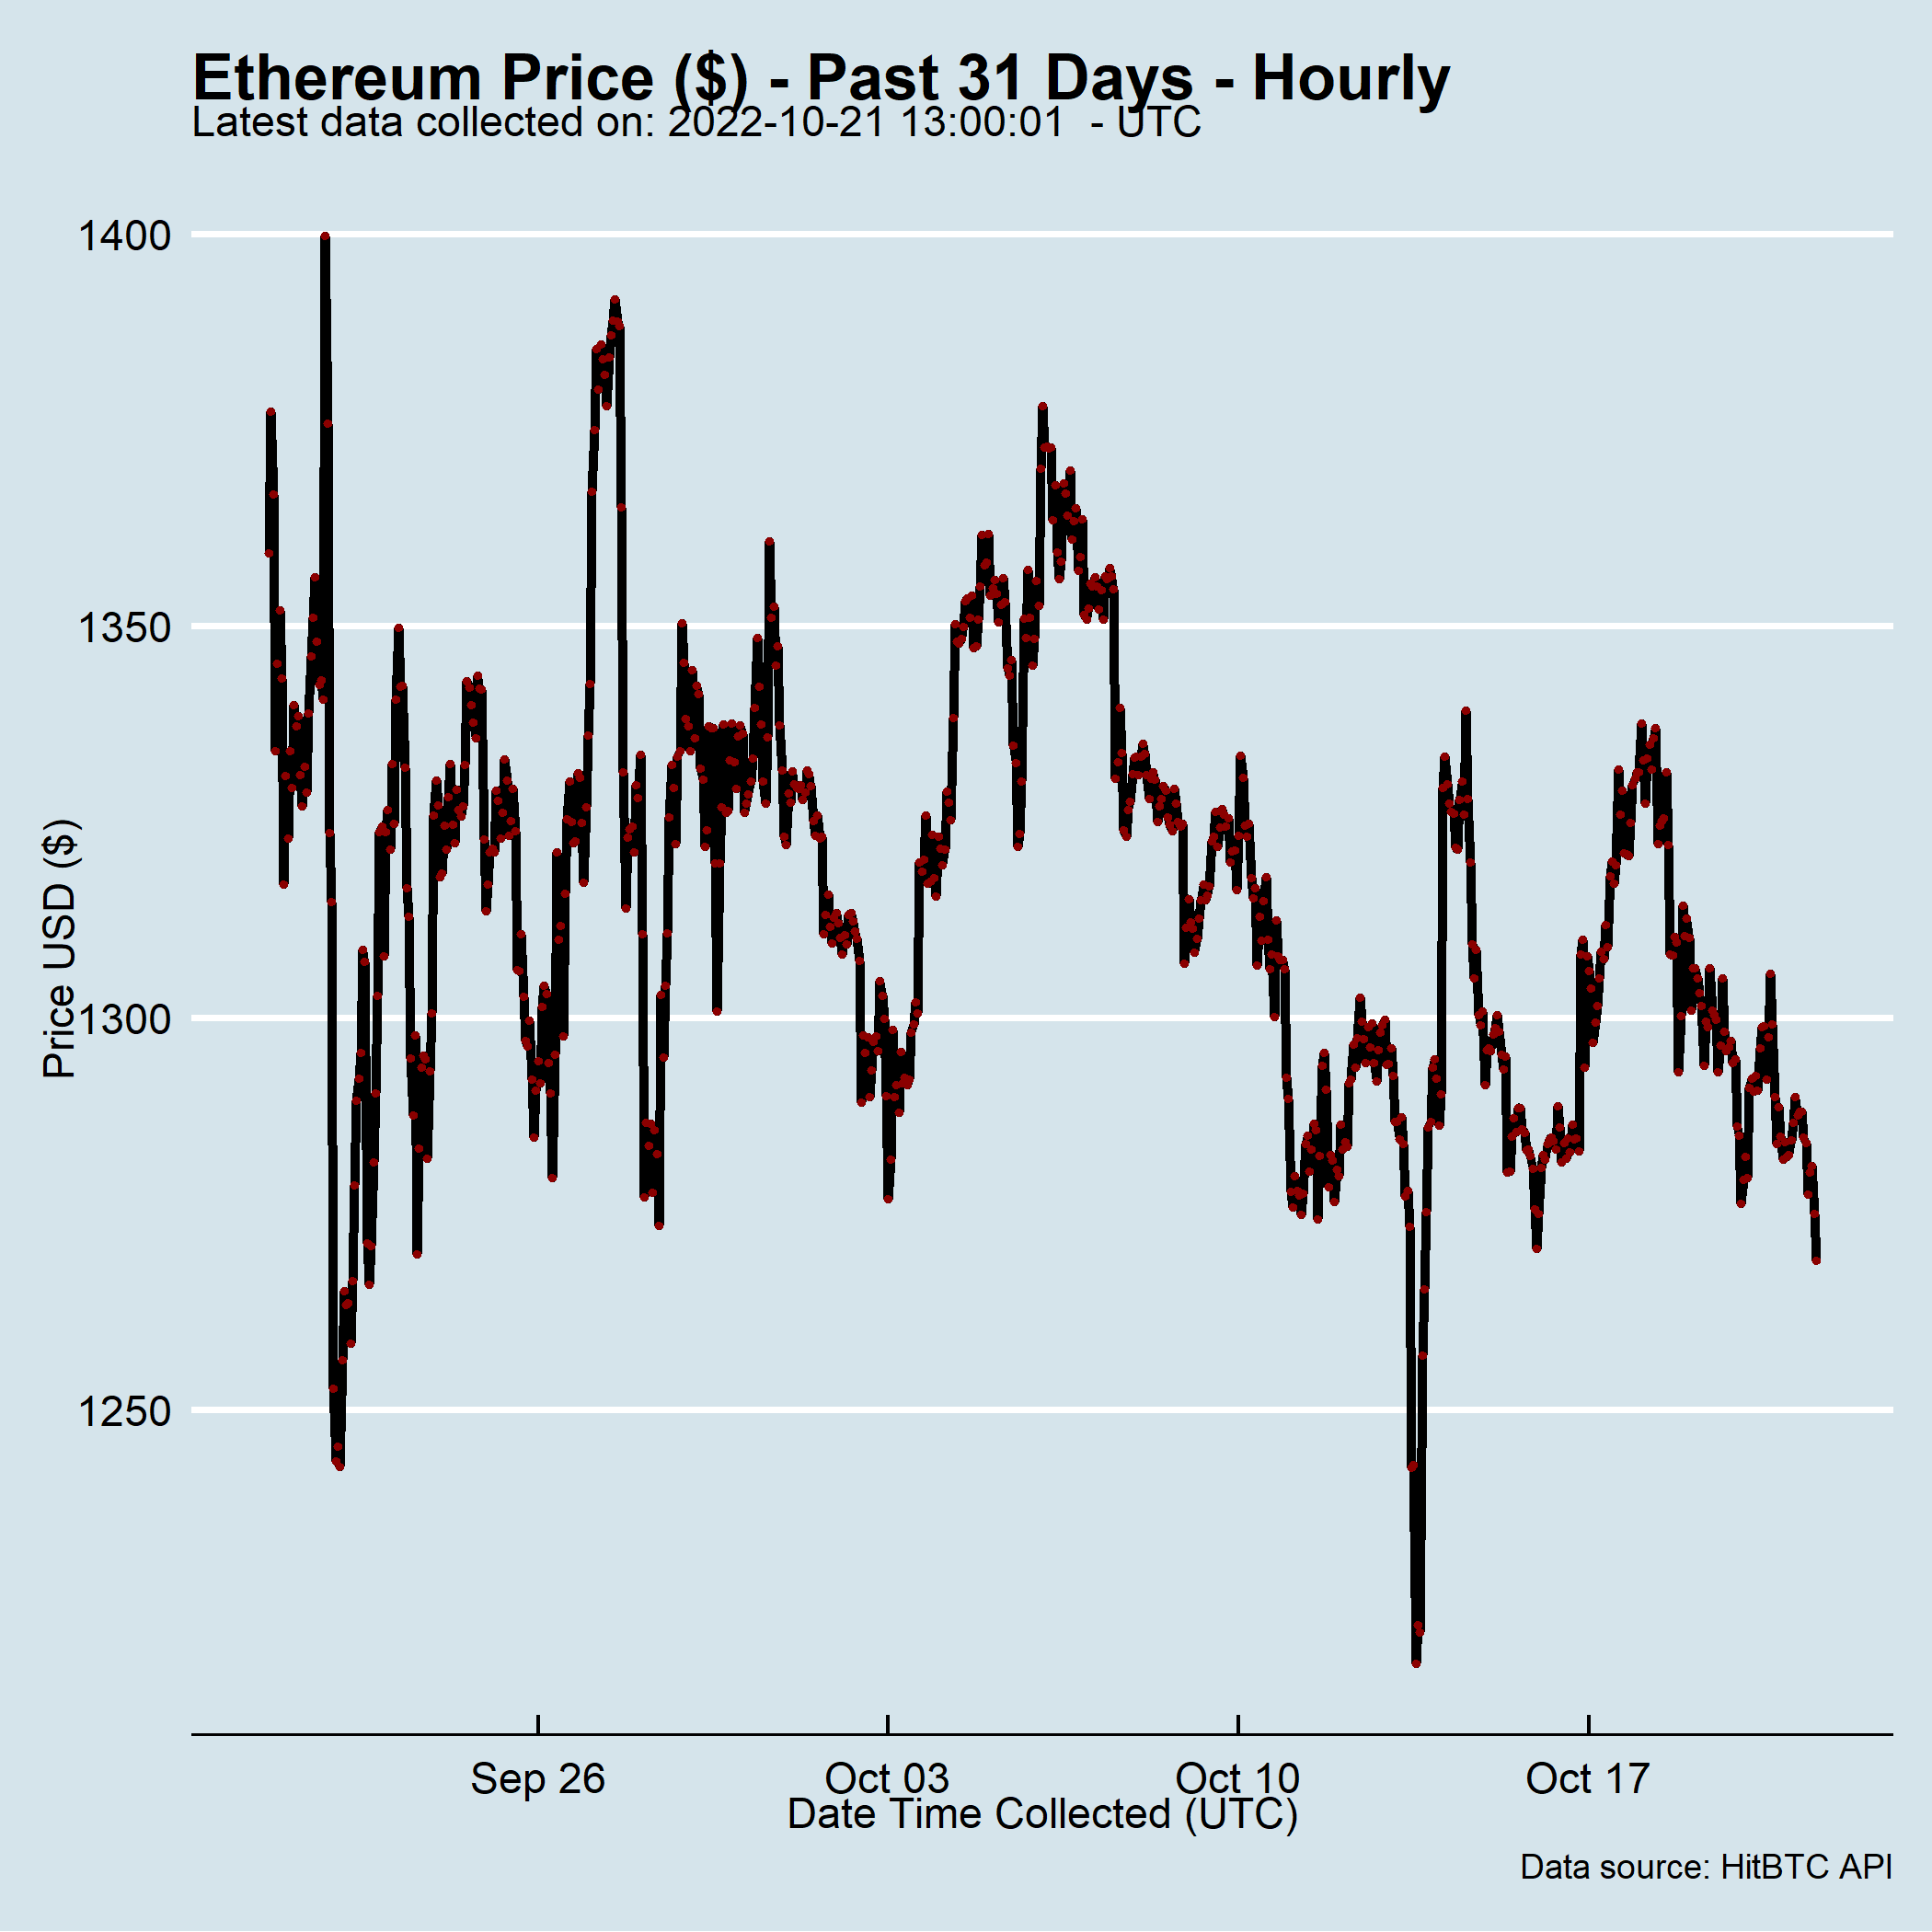 Ethereum Price ($) - Past 31 Days - Hourly
Latest data collected on: 2022-10-21 13:00:01  - UTC
1400
1350
1300
1250
Price USD ($)
Sep 26
Oct 03
Oct 10
Oct 17
Date Time Collected (UTC)
Data source: HitBTC API